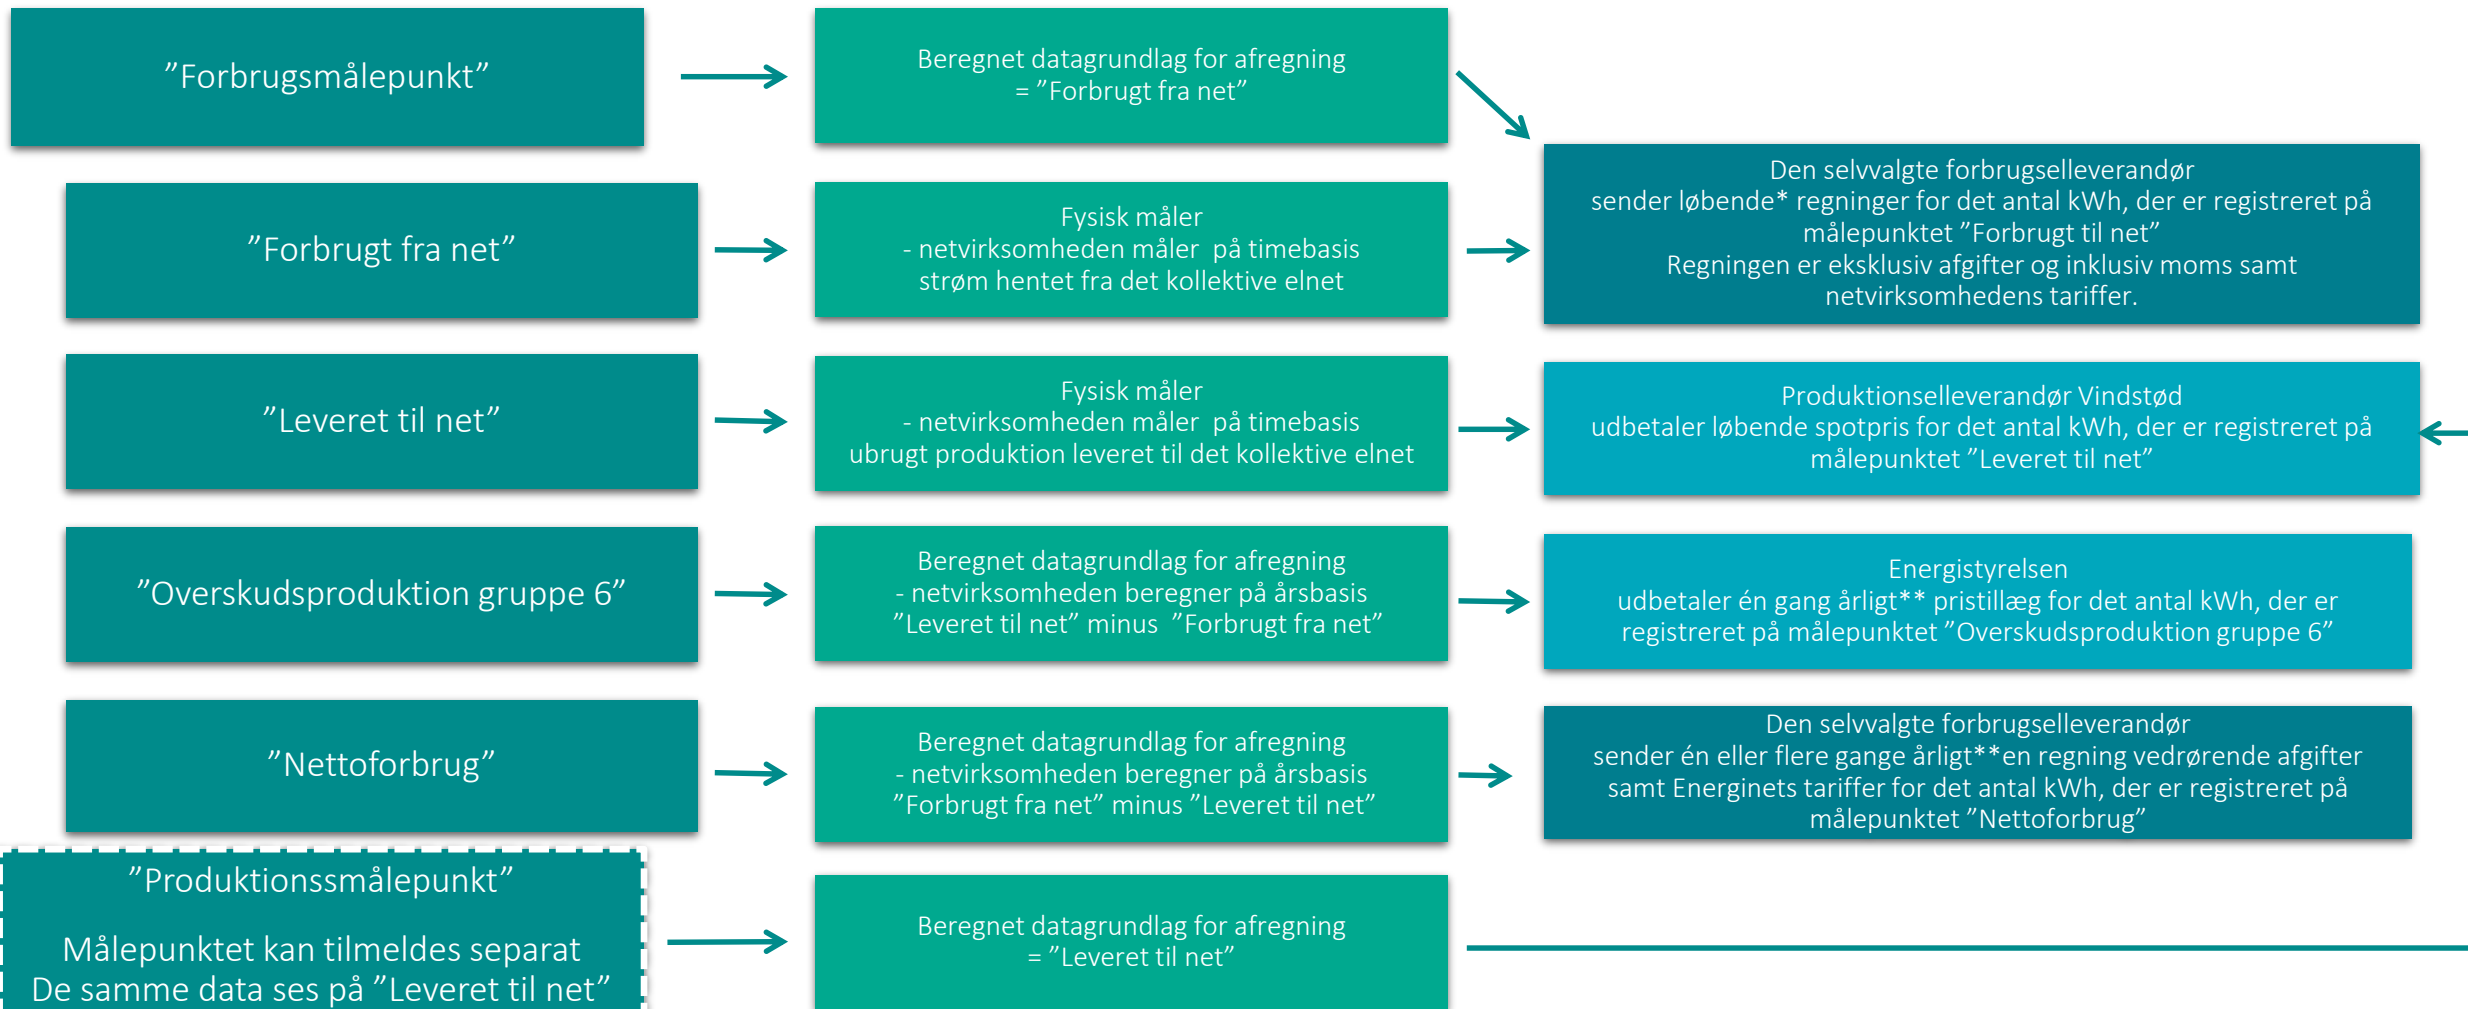 ”Forbrugsmålepunkt”
Beregnet datagrundlag for afregning
= ”Forbrugt fra net”
Den selvvalgte forbrugselleverandør
sender løbende* regninger for det antal kWh, der er registreret på
målepunktet ”Forbrugt til net”
Regningen er eksklusiv afgifter og inklusiv moms samt
netvirksomhedens tariffer.
”Forbrugt fra net”
Fysisk måler
- netvirksomheden måler på timebasis
strøm hentet fra det kollektive elnet
”Leveret til net”
Fysisk måler
- netvirksomheden måler på timebasis
ubrugt produktion leveret til det kollektive elnet
Produktionselleverandør Vindstød
udbetaler løbende spotpris for det antal kWh, der er registreret på
målepunktet ”Leveret til net”
”Overskudsproduktion gruppe 6”
Beregnet datagrundlag for afregning
- netvirksomheden beregner på årsbasis
”Leveret til net” minus ”Forbrugt fra net”
Energistyrelsen
udbetaler én gang årligt** pristillæg for det antal kWh, der er
registreret på målepunktet ”Overskudsproduktion gruppe 6”
”Nettoforbrug”
Beregnet datagrundlag for afregning
- netvirksomheden beregner på årsbasis
”Forbrugt fra net” minus ”Leveret til net”
Den selvvalgte forbrugselleverandør
sender én eller flere gange årligt**en regning vedrørende afgifter
samt Energinets tariffer for det antal kWh, der er registreret på
målepunktet ”Nettoforbrug”
”Produktionssmålepunkt”
Målepunktet kan tilmeldes separat
De samme data ses på ”Leveret til net”
Beregnet datagrundlag for afregning
= ”Leveret til net”